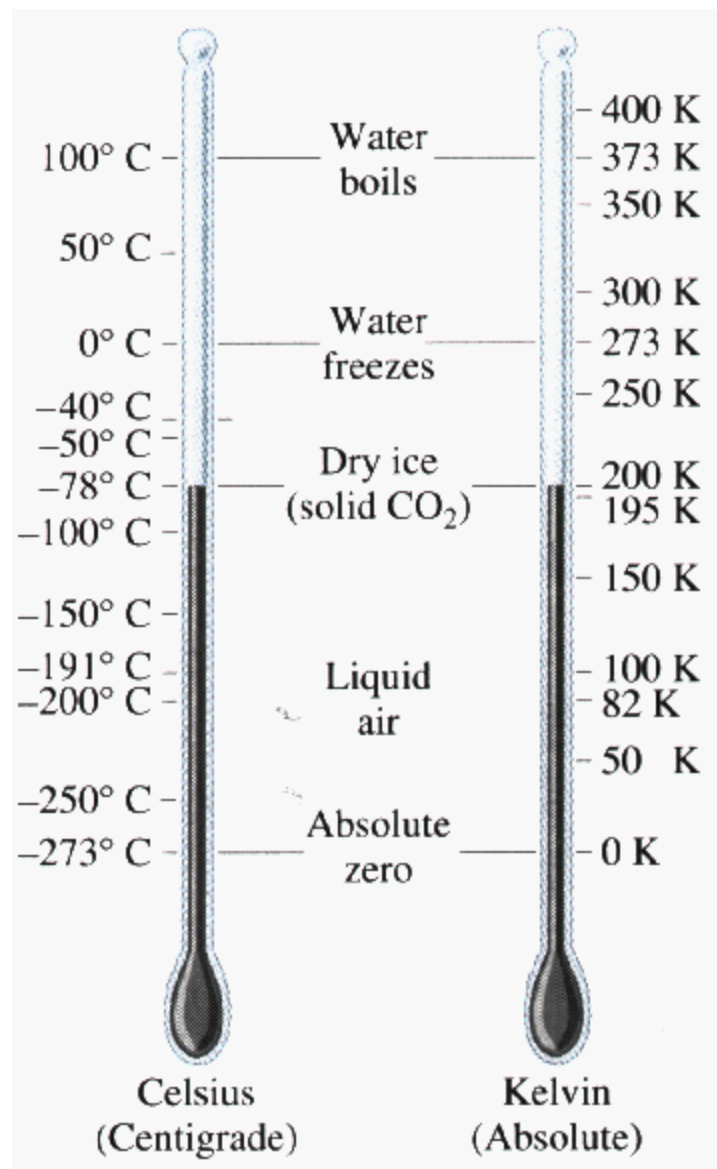 400 K
100° C
Water
boils
373 K
350 K
50° C
300 K
0° C
Water
freezes
273 K
250 K
–40° C
–50° C
–78° C
Dry ice
(solid CO₂)
200 K
195 K
–100° C
150 K
–150° C
–191° C
–200° C
Liquid
air
100 K
82 K
50 K
–250° C
–273° C
Absolute
zero
0 K
Celsius
(Centigrade)
Kelvin
(Absolute)